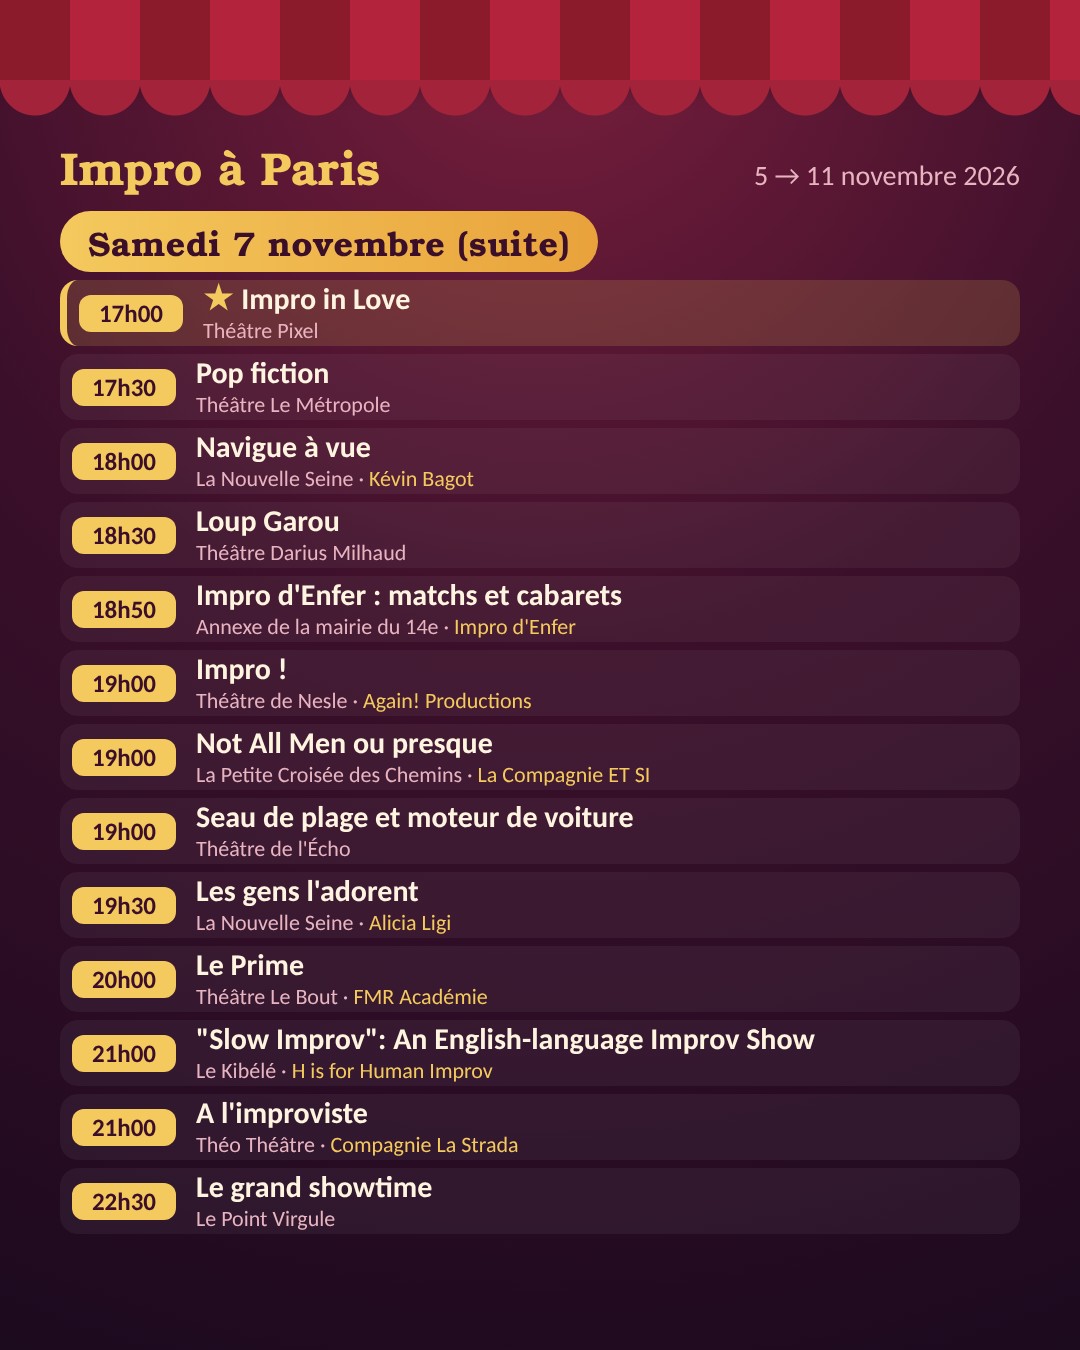 Impro à Paris
5 → 11 novembre 2026
Samedi 7 novembre (suite)
17h00
★ Impro in Love
Théâtre Pixel
17h30
Pop fiction
Théâtre Le Métropole
18h00
Navigue à vue
La Nouvelle Seine · Kévin Bagot
18h30
Loup Garou
Théâtre Darius Milhaud
18h50
Impro d'Enfer : matchs et cabarets
Annexe de la mairie du 14e · Impro d'Enfer
19h00
Impro !
Théâtre de Nesle · Again! Productions
19h00
Not All Men ou presque
La Petite Croisée des Chemins · La Compagnie ET SI
19h00
Seau de plage et moteur de voiture
Théâtre de l'Écho
19h30
Les gens l'adorent
La Nouvelle Seine · Alicia Ligi
20h00
Le Prime
Théâtre Le Bout · FMR Académie
21h00
"Slow Improv": An English-language Improv Show
Le Kibélé · H is for Human Improv
21h00
A l'improviste
Théo Théâtre · Compagnie La Strada
22h30
Le grand showtime
Le Point Virgule